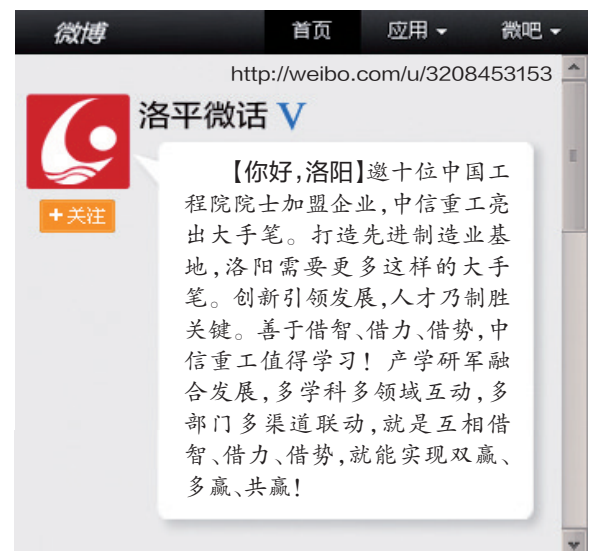 微博 首页 应用 微吧
http://weibo.com/u/3208453153
洛平微话 V
+关注
【你好,洛阳】邀十位中国工
程院院士加盟企业,中信重工亮
出大手笔。打造先进制造业基
地,洛阳需要更多这样的大手
笔。创新引领发展,人才乃制胜
关键。善于借智、借力、借势,中
信重工值得学习!产学研军融
合发展,多学科多领域互动,多
部门多渠道联动,就是互相借
智、借力、借势,就能实现双赢、
多赢、共赢!